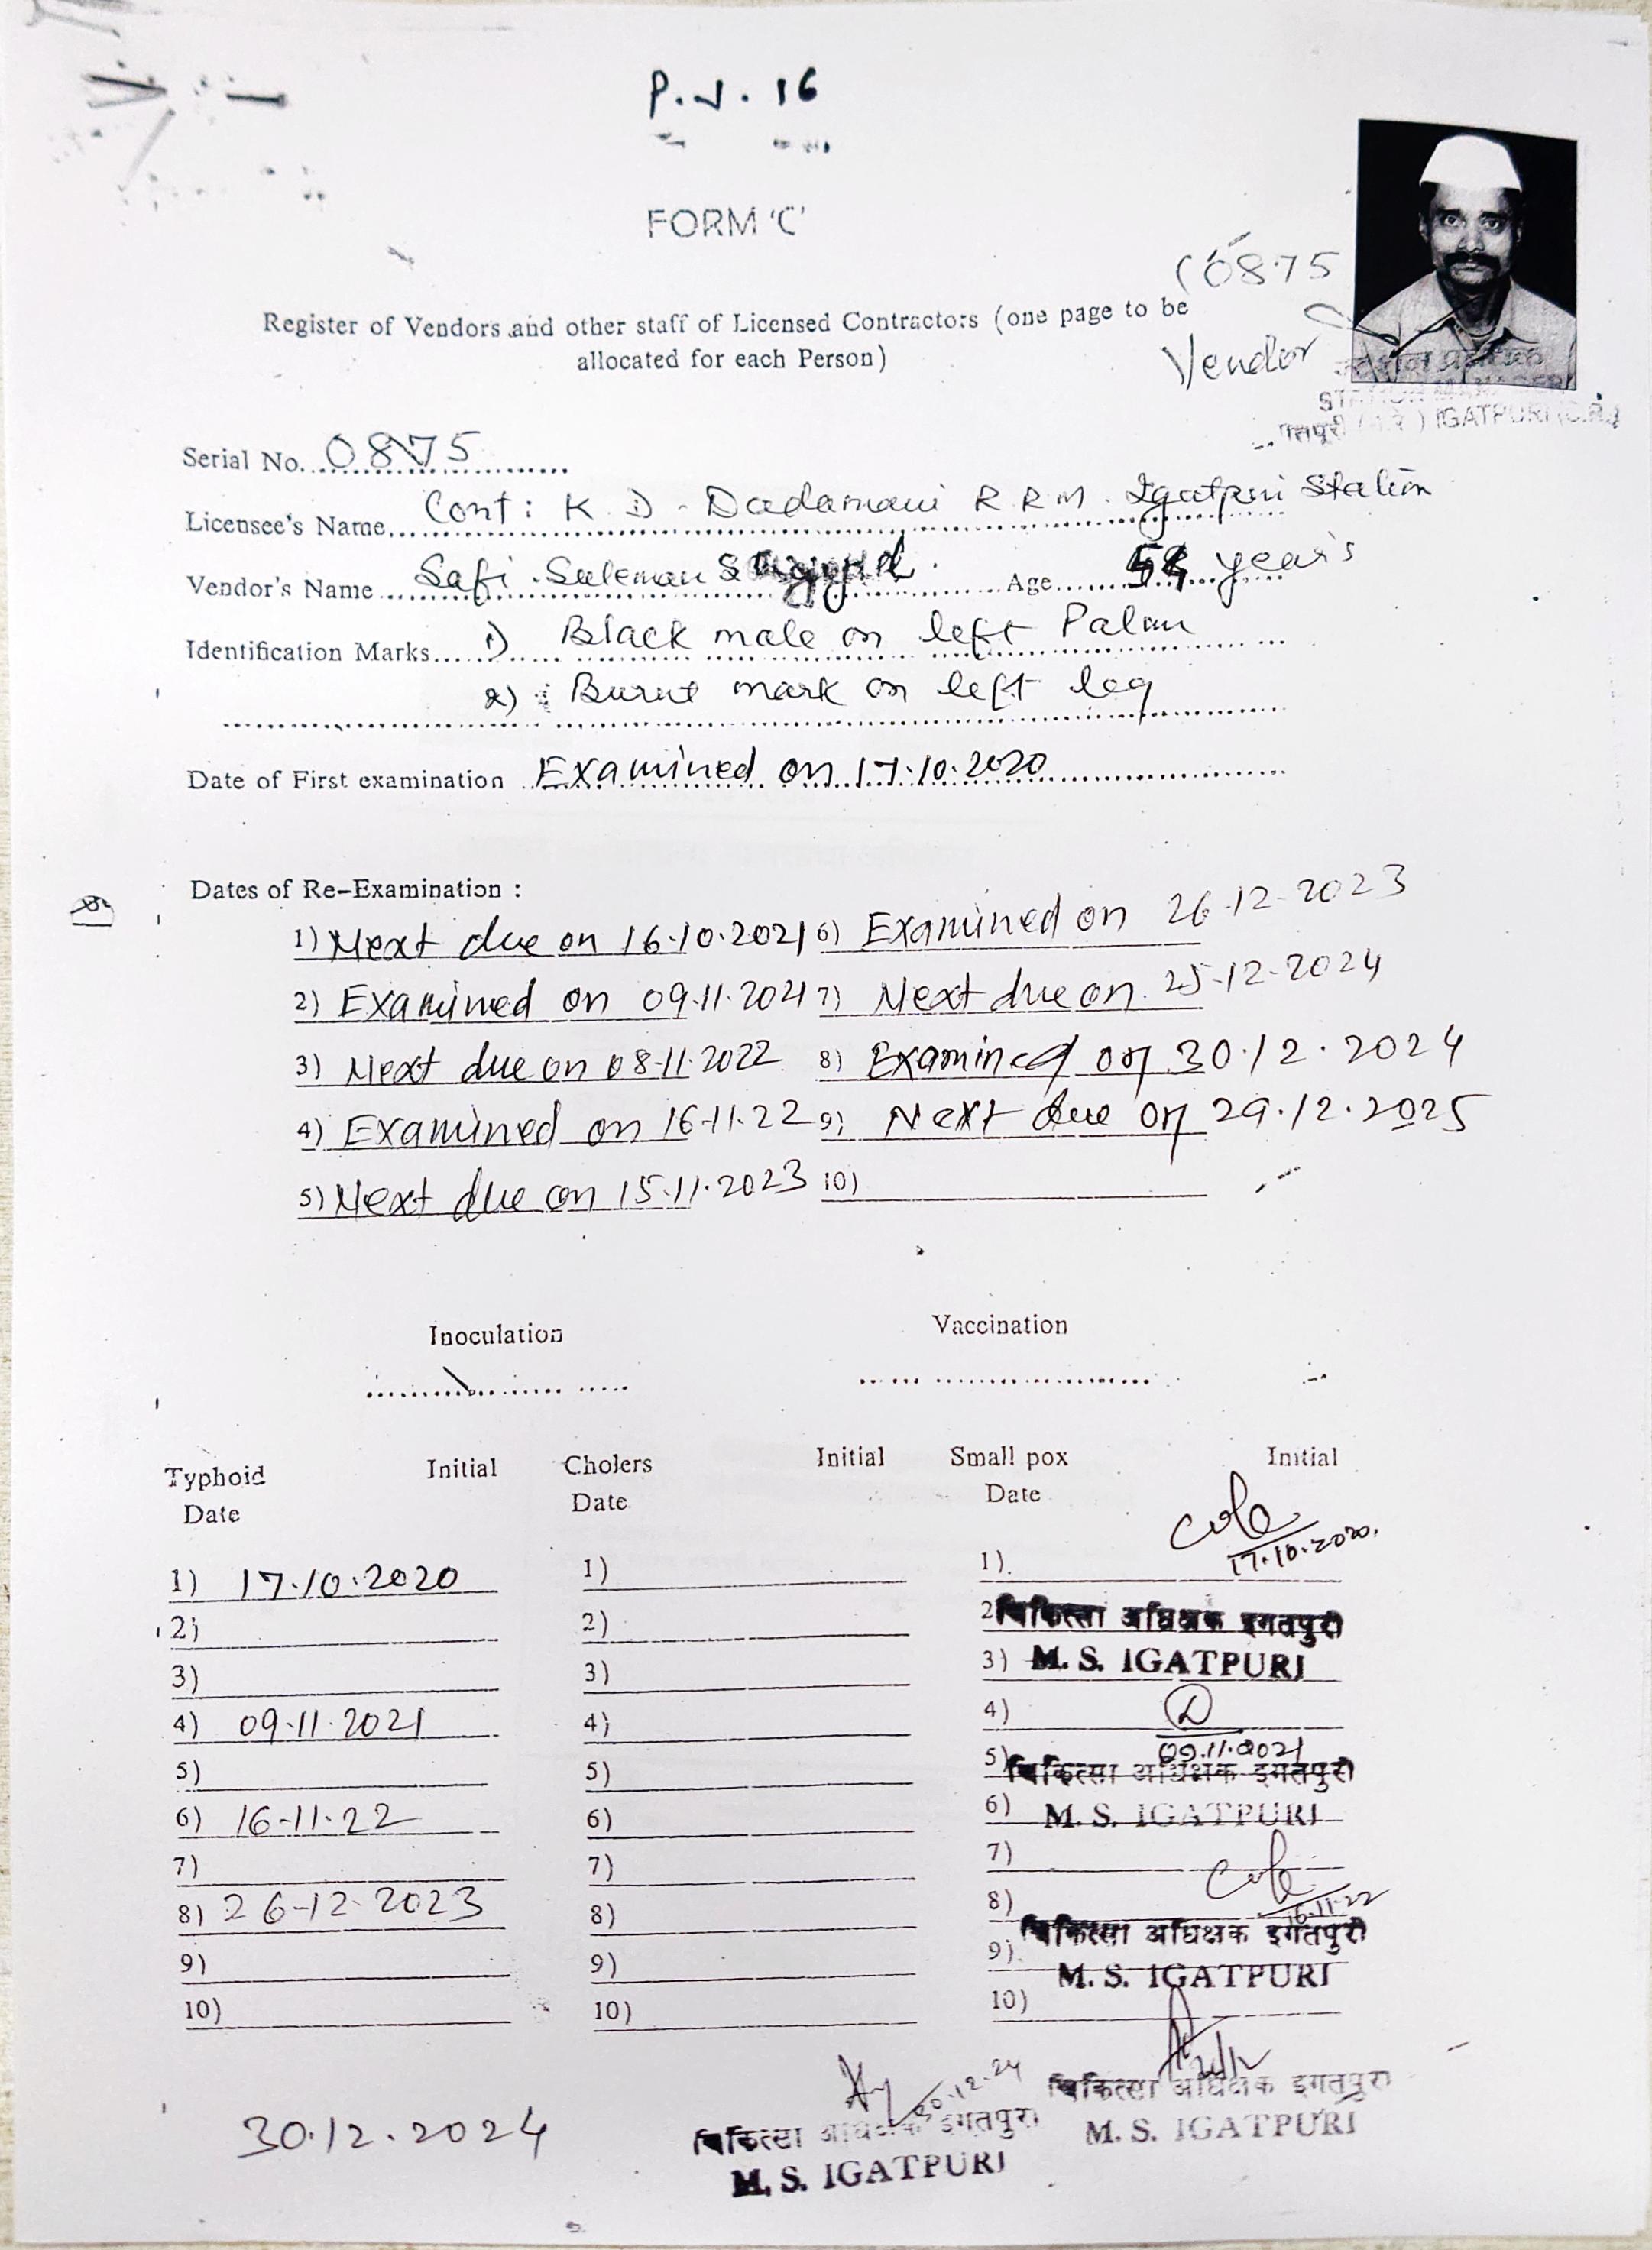 P.V. 16
FORM 'C'
(0875
Register of Vendors and other staff of Licensed Contractors (one page to be
allocated for each Person)
Vendor
STATION MANAGER
IGATPURI (C.R.)
Serial No. 0875
Licensee's Name Cont: K. D - Dadamani R.R.M. Igatpuri Station
Vendor's Name Safi Suleman Age years
Identification Marks 1) Black male on left Palm
2) Burnt mark on left leg
Date of First examination Examined on 17.10.2020
Dates of Re-Examination :
1) Next due on 16.10.2021 6) Examined on 26-12-2023
2) Examined on 09.11.2021 7) Next due on 25-12-2024
3) Next due on 08-11-2022 8) Examined on 30.12.2024
4) Examined on 16-11-22 9) Next due on 29.12.2025
5) Next due on 15.11.2023 10)
Inoculation Vaccination
Typhoid Initial Cholers Initial Small pox Initial
Date Date Date
17.10.2020.
1) 17.10.2020 1) 1)
2) 2) 2 चिकित्सा अधिक्षक इगतपुरी
3) 3) 3) M. S. IGATPURI
4) 09.11.2021 4) 4)
09.11.2021
5) 5) 5) चिकित्सा अधिक्षक इगतपुरी
6) 16-11-22 6) 6) M. S. IGATPURI
7) 7) 7)
8) 26-12-2023 8) 8) 16-11-22
चिकित्सा अधिक्षक इगतपुरी
9) 9) 9) M. S. IGATPURI
10) 10) 10)
30.12.24
चिकित्सा अधिक्षक इगतपुरी
M. S. IGATPURI
30.12.2024
चिकित्सा अधिक्षक इगतपुरी
M. S. IGATPURI